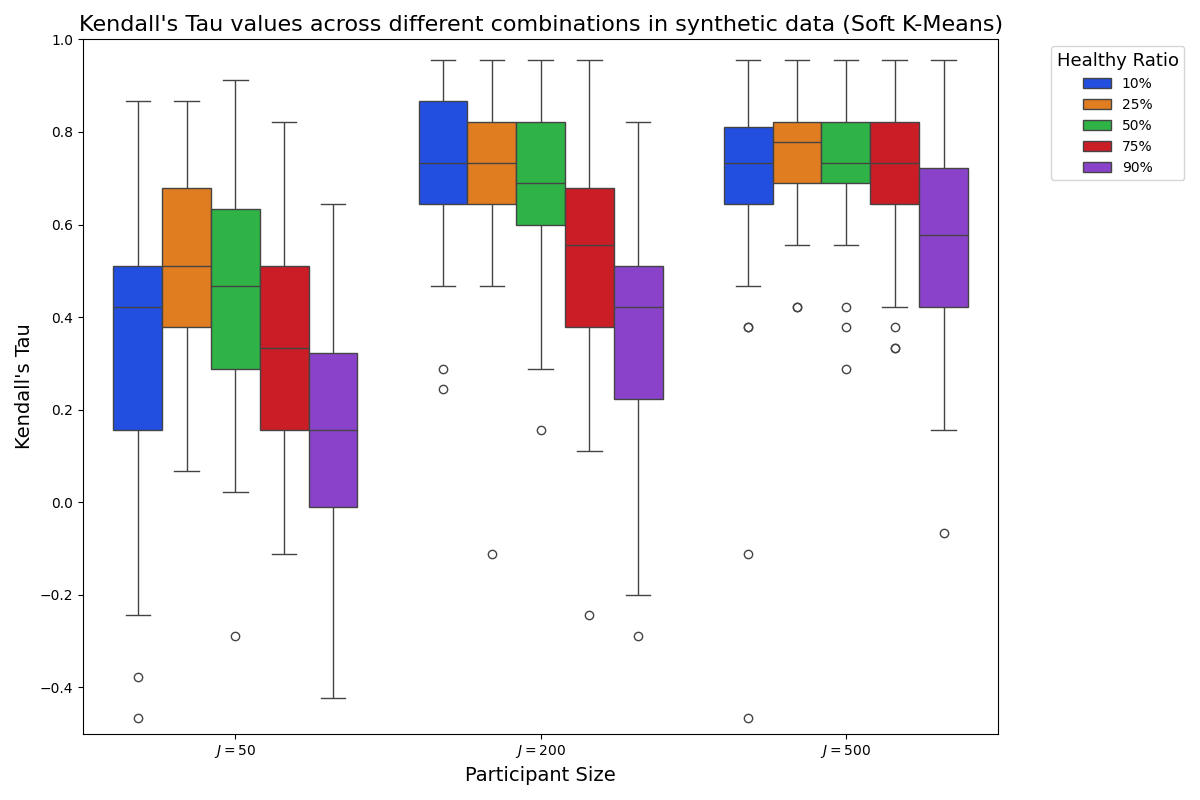 Kendall's Tau values across different combinations in synthetic data (Soft K-Means)
Kendall's Tau
1.0
0.8
0.6
0.4
0.2
0.0
−0.2
−0.4
J = 50
J = 200
J = 500
Participant Size
Healthy Ratio
10%
25%
50%
75%
90%